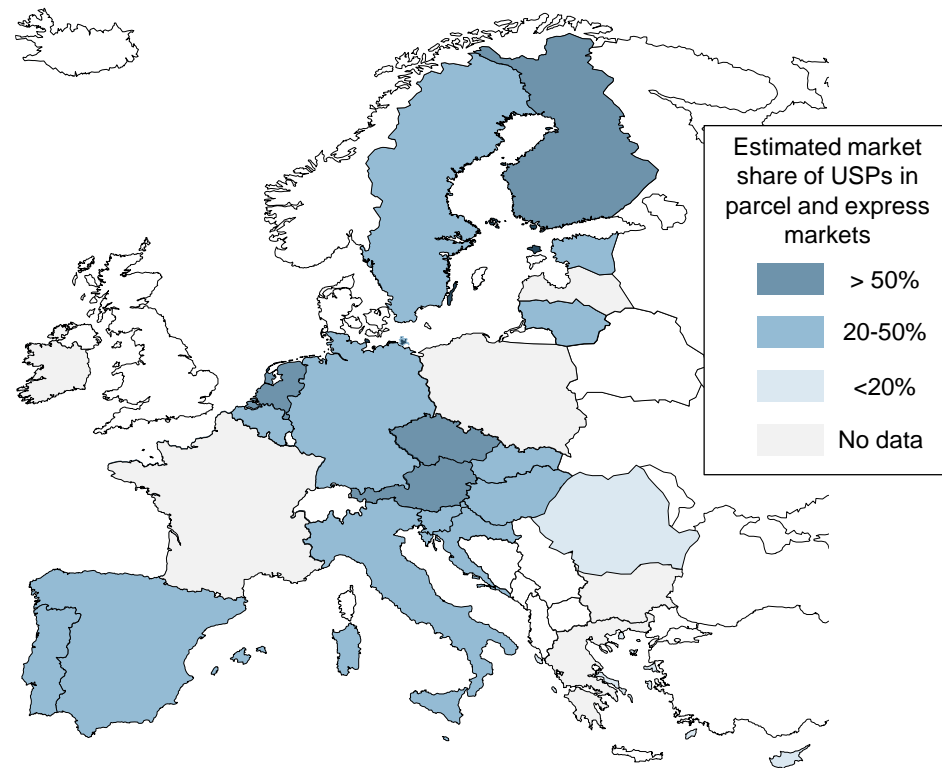 Estimated market
share of USPs in
parcel and express
markets
> 50%
20-50%
<20%
No data